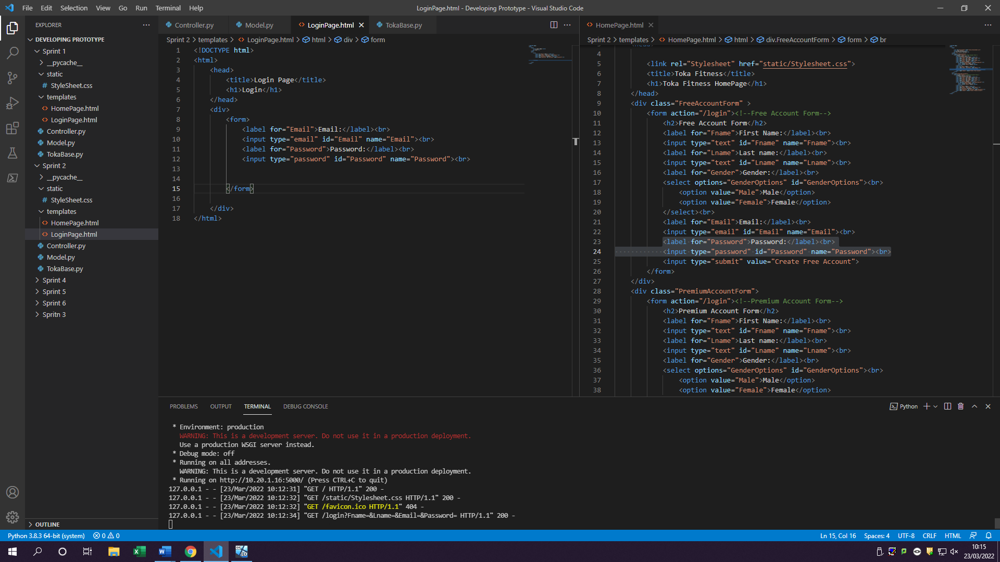 File Edit Selection View Go Run Terminal Help
LoginPage.html - Developing Prototype - Visual Studio Code
EXPLORER
DEVELOPING PROTOTYPE
Sprint 1
__pycache__
static
# StyleSheet.css
templates
<> HomePage.html
<> LoginPage.html
Controller.py
Model.py
TokaBase.py
Sprint 2
__pycache__
static
# StyleSheet.css
templates
<> HomePage.html
<> LoginPage.html
Controller.py
Model.py
TokaBase.py
Sprint 4
Sprint 5
Sprint 6
Spritn 3
OUTLINE
Controller.py Model.py <> LoginPage.html TokaBase.py
Sprint 2 > templates > <> LoginPage.html > html > div > form
1 <!DOCTYPE html>
2 <html>
3 <head>
4 <title>Login Page</title>
5 <h1>Login</h1>
6 </head>
7 <div>
8 <form>
9 <label for="Email">Email:</label><br>
10 <input type="email" id="Email" name="Email"><br>
11 <label for="Password">Password:</label><br>
12 <input type="password" id="Password" name="Password"><br>
13
14
15 </form>
16
17 </div>
18 </html>
<> HomePage.html
Sprint 2 > templates > <> HomePage.html > html > div.FreeAccountForm > form > br
4
5 <link rel="Stylesheet" href="static/Stylesheet.css">
6 <title>Toka Fitness</title>
7 <h1>Toka Fitness HomePage</h1>
8 </head>
9 <div class="FreeAccountForm" >
10 <form action="/login"><!--Free Account Form-->
11 <h2>Free Account Form</h2>
12 <label for="Fname">First Name:</label><br>
13 <input type="text" id="Fname" name="Fname"><br>
14 <label for="Lname">Last name:</label><br>
15 <input type="text" id="Lname" name="Lname"><br>
16 <label for="Gender">Gender:</label><br>
17 <select options="GenderOptions" id="GenderOptions"><br>
18 <option value="Male">Male</option>
19 <option value="Female">Female</option>
20 </select><br>
21 <label for="Email">Email:</label><br>
22 <input type="email" id="Email" name="Email"><br>
23 <label for="Password">Password:</label><br>
24 <input type="password" id="Password" name="Password"><br>
25 <input type="submit" value="Create Free Account">
26 </form>
27 </div>
28 <div class="PremiumAccountForm">
29 <form action="/login"><!--Premium Account Form-->
30 <h2>Premium Account Form</h2>
31 <label for="Fname">First Name:</label><br>
32 <input type="text" id="Fname" name="Fname"><br>
33 <label for="Lname">Last name:</label><br>
34 <input type="text" id="Lname" name="Lname"><br>
35 <label for="Gender">Gender:</label><br>
36 <select options="GenderOptions" id="GenderOptions"><br>
37 <option value="Male">Male</option>
38 <option value="Female">Female</option>
PROBLEMS OUTPUT TERMINAL DEBUG CONSOLE
Python
* Environment: production
WARNING: This is a development server. Do not use it in a production deployment.
Use a production WSGI server instead.
* Debug mode: off
* Running on all addresses.
WARNING: This is a development server. Do not use it in a production deployment.
* Running on http://10.20.1.16:5000/ (Press CTRL+C to quit)
127.0.0.1 - - [23/Mar/2022 10:12:31] "GET / HTTP/1.1" 200 -
127.0.0.1 - - [23/Mar/2022 10:12:32] "GET /static/Stylesheet.css HTTP/1.1" 200 -
127.0.0.1 - - [23/Mar/2022 10:12:32] "GET /favicon.ico HTTP/1.1" 404 -
127.0.0.1 - - [23/Mar/2022 10:12:34] "GET /login?Fname=&Lname=&Email=&Password= HTTP/1.1" 200 -
Python 3.8.3 64-bit (system) 0 0
Ln 15, Col 16 Spaces: 4 UTF-8 CRLF HTML
10:15
23/03/2022